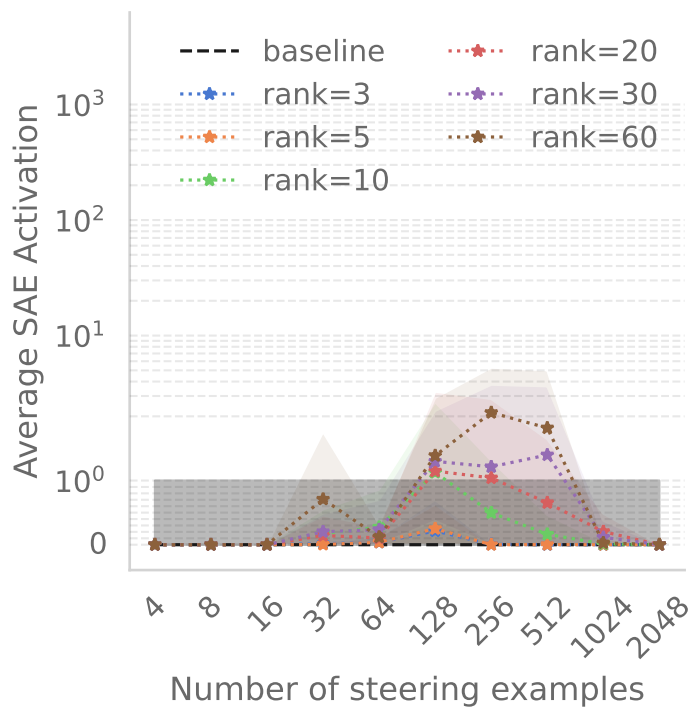 baseline
rank=3
rank=5
rank=10
rank=20
rank=30
rank=60
Average SAE Activation
10³
10²
10¹
10⁰
0
4
8
16
32
64
128
256
512
1024
2048
Number of steering examples